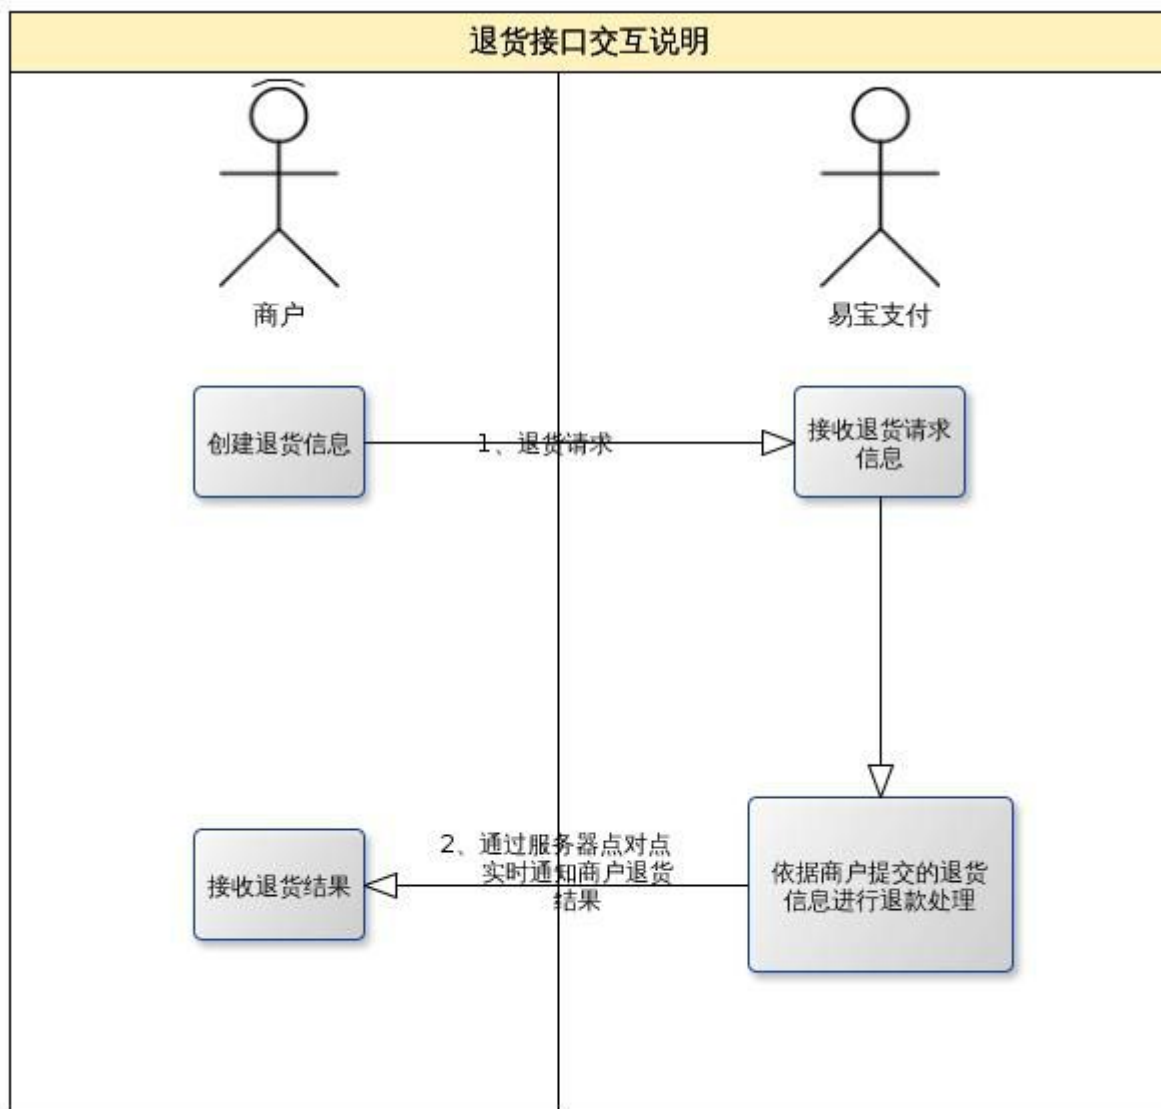 退货接口交互说明
商户
易宝支付
创建退货信息
1、退货请求
接收退货请求
信息
2、通过服务器点对点
实时通知商户退货
结果
接收退货结果
依据商户提交的退货
信息进行退款处理